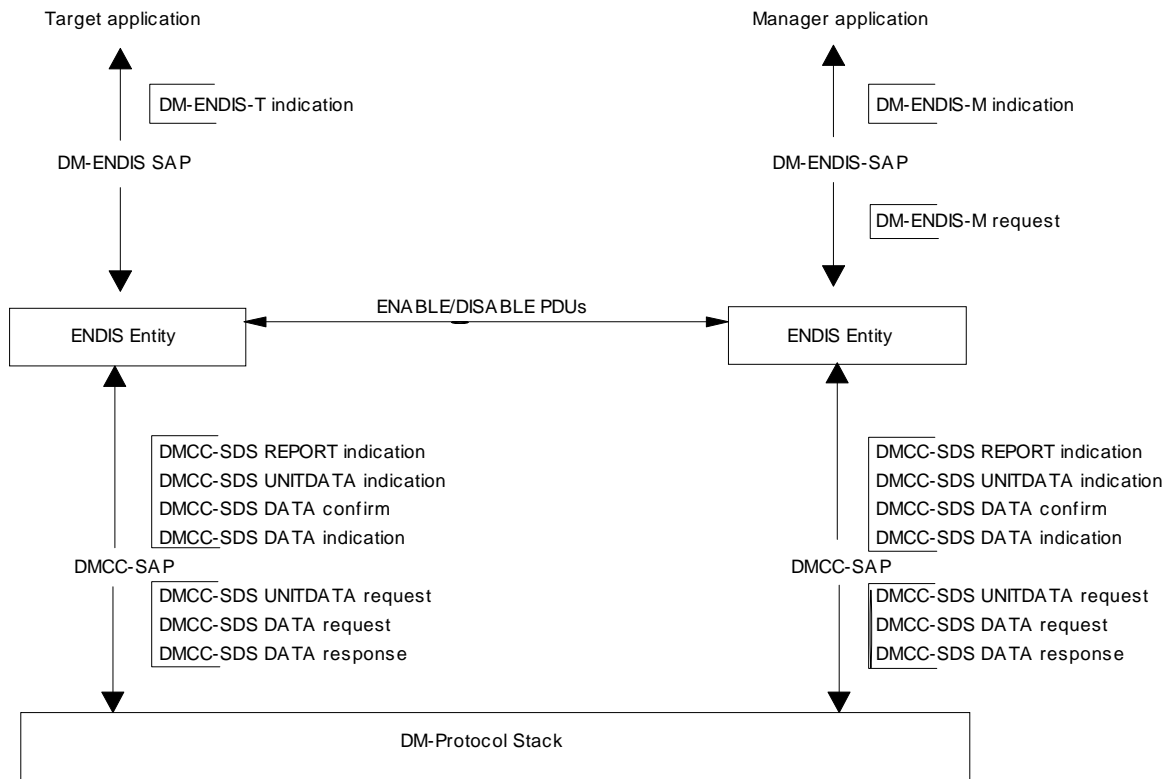 Target application
Manager application
DM-ENDIS-T indication
DM-ENDIS-M indication
DM-ENDIS SAP
DM-ENDIS-SAP
DM-ENDIS-M request
ENABLE/DISABLE PDUs
ENDIS Entity
ENDIS Entity
DMCC-SDS REPORT indication
DMCC-SDS UNITDATA indication
DMCC-SDS DATA confirm
DMCC-SDS DATA indication
DMCC-SAP
DMCC-SDS UNITDATA request
DMCC-SDS DATA request
DMCC-SDS DATA response
DMCC-SDS REPORT indication
DMCC-SDS UNITDATA indication
DMCC-SDS DATA confirm
DMCC-SDS DATA indication
DMCC-SAP
DMCC-SDS UNITDATA request
DMCC-SDS DATA request
DMCC-SDS DATA response
DM-Protocol Stack